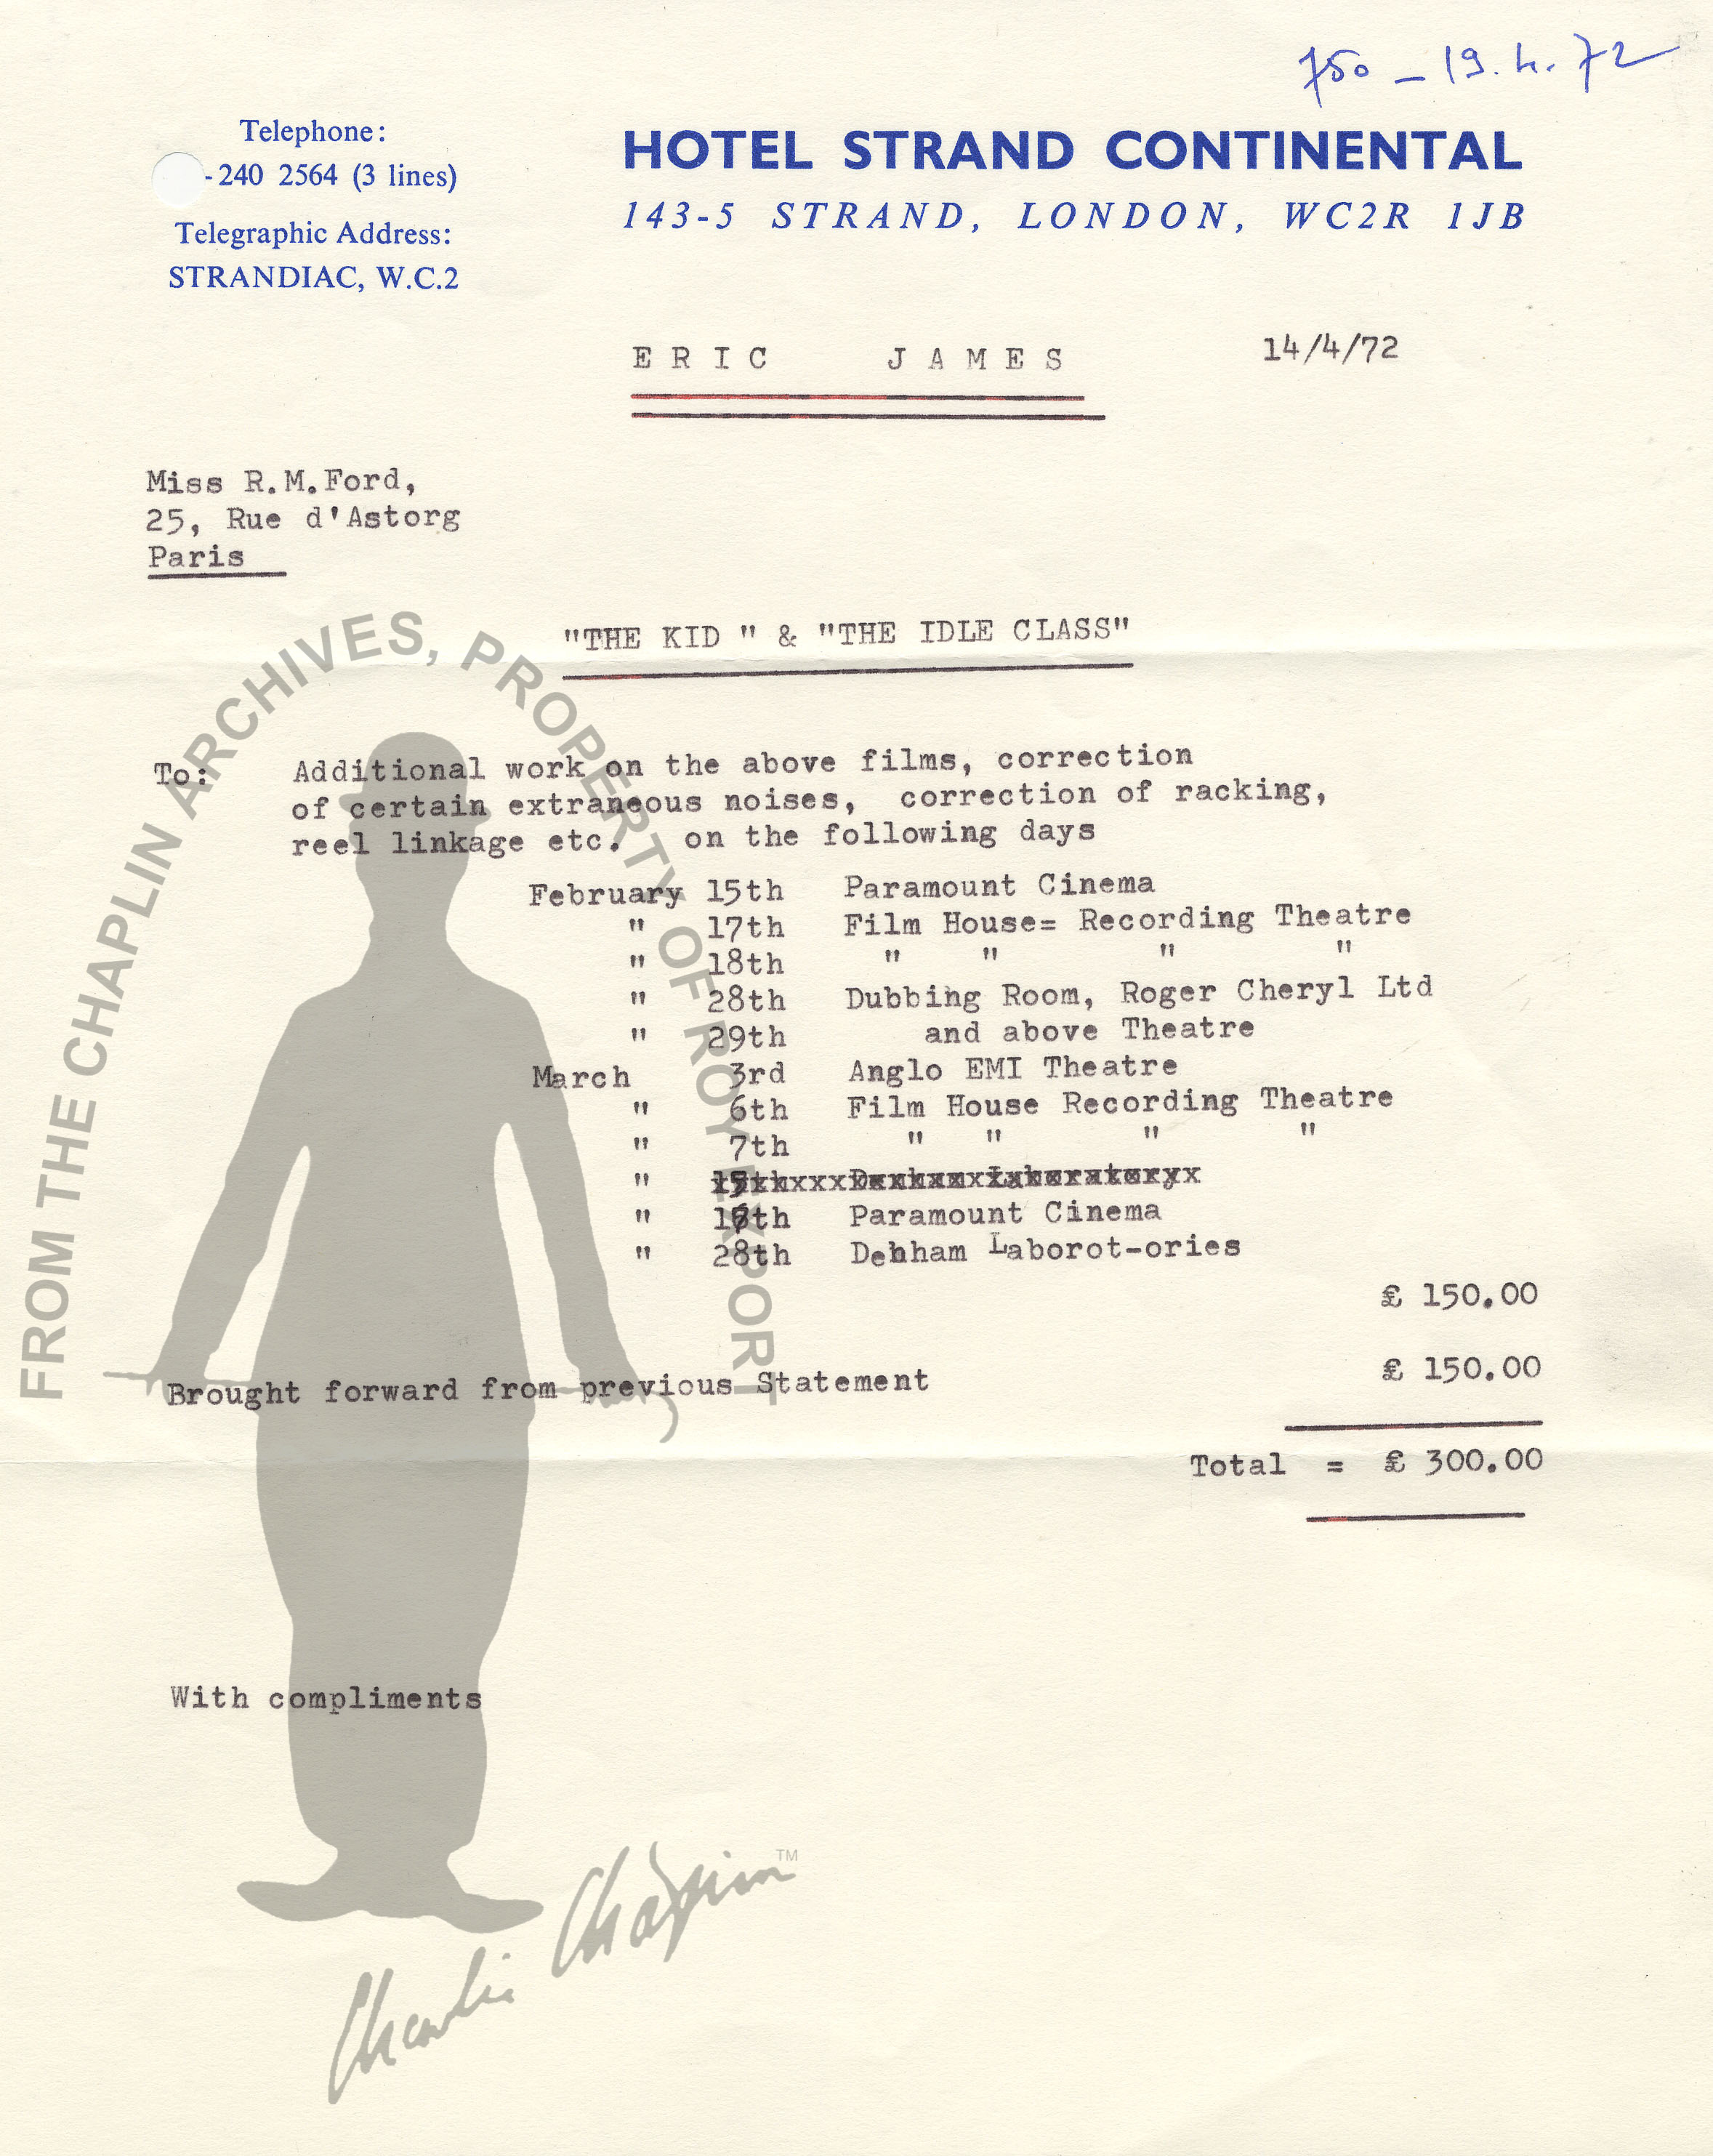 750 - 19.4.72
Telephone:
-240 2564 (3 lines)
Telegraphic Address:
STRANDIAC, W.C.2
HOTEL STRAND CONTINENTAL
143-5 STRAND, LONDON, WC2R 1JB
ERIC JAMES
14/4/72
Miss R.M.Ford,
25, Rue d'Astorg
Paris
"THE KID " & "THE IDLE CLASS"
To: Additional work on the above films, correction
of certain extraneous noises, correction of racking,
reel linkage etc. on the following days
February 15th Paramount Cinema
" 17th Film House= Recording Theatre
" 18th " " " "
" 28th Dubbing Room, Roger Cheryl Ltd
" 29th and above Theatre
March 3rd Anglo EMI Theatre
" 6th Film House Recording Theatre
" 7th " " " "
"
" Paramount Cinema
" 28th Denham Laborot-ories
£ 150.00
Brought forward from previous Statement £ 150.00
Total = £ 300.00
With compliments
FROM THE CHAPLIN ARCHIVES, PROPERTY OF ROY EXPORT
Charlie Chaplin TM